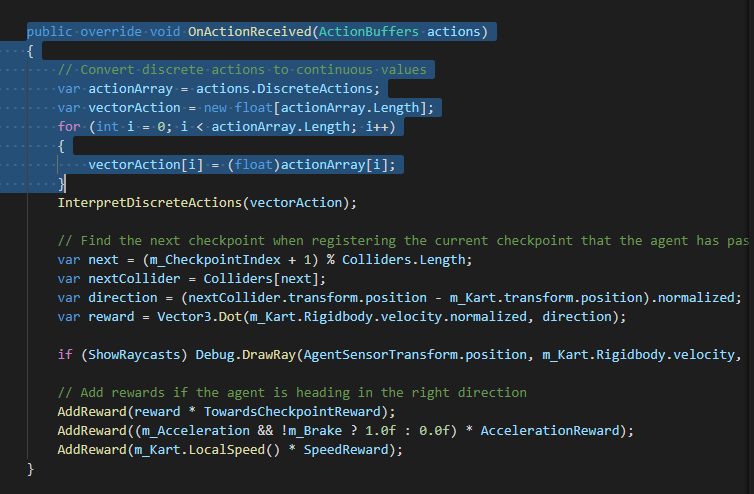 public override void OnActionReceived(ActionBuffers actions)
{
// Convert discrete actions to continuous values
var actionArray = actions.DiscreteActions;
var vectorAction = new float[actionArray.Length];
for (int i = 0; i < actionArray.Length; i++)
{
vectorAction[i] = (float)actionArray[i];
}
InterpretDiscreteActions(vectorAction);
// Find the next checkpoint when registering the current checkpoint that the agent has pas
var next = (m_CheckpointIndex + 1) % Colliders.Length;
var nextCollider = Colliders[next];
var direction = (nextCollider.transform.position - m_Kart.transform.position).normalized;
var reward = Vector3.Dot(m_Kart.Rigidbody.velocity.normalized, direction);
if (ShowRaycasts) Debug.DrawRay(AgentSensorTransform.position, m_Kart.Rigidbody.velocity,
// Add rewards if the agent is heading in the right direction
AddReward(reward * TowardsCheckpointReward);
AddReward((m_Acceleration && !m_Brake ? 1.0f : 0.0f) * AccelerationReward);
AddReward(m_Kart.LocalSpeed() * SpeedReward);
}